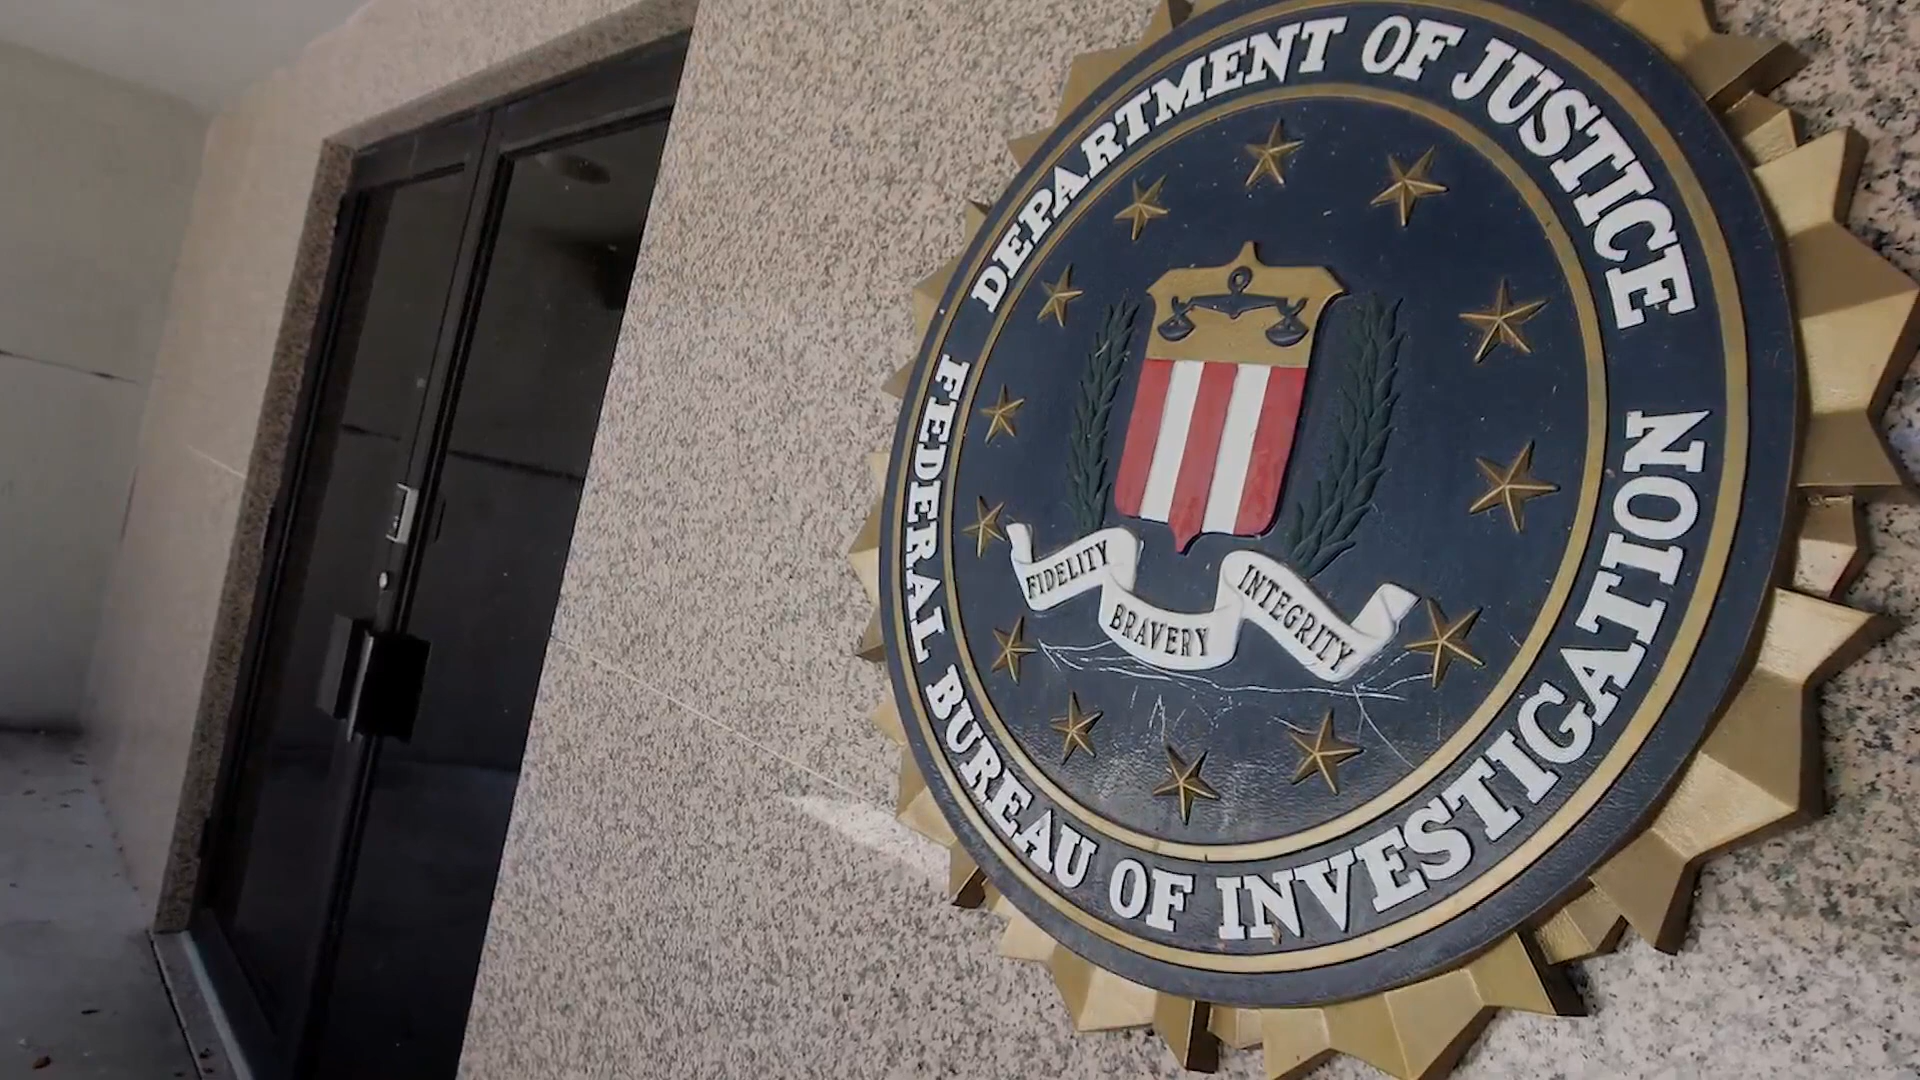 DEPARTMENT OF JUSTICE
FIDELITY
BRAVERY
INTEGRITY
FEDERAL BUREAU OF INVESTIGATION